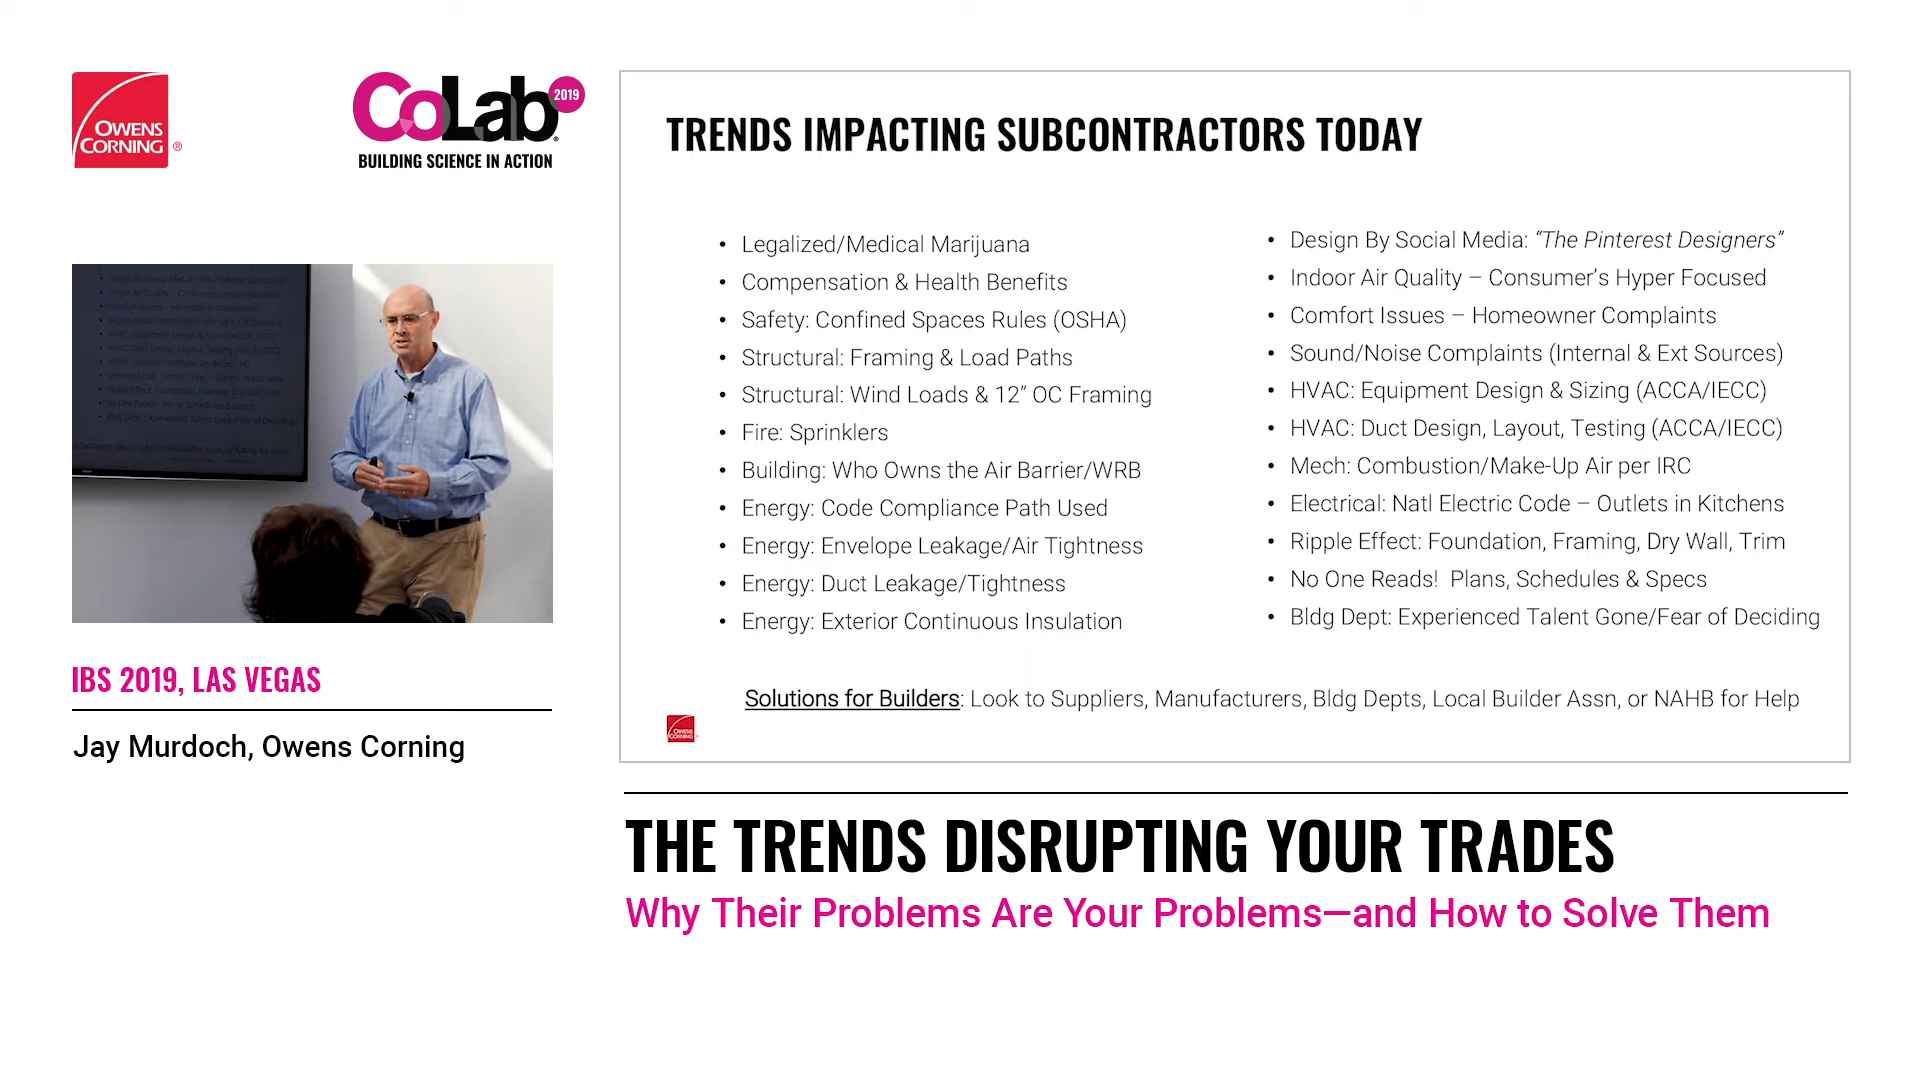 OWENS
CORNING ®
CoLab 2019
BUILDING SCIENCE IN ACTION
TRENDS IMPACTING SUBCONTRACTORS TODAY
• Legalized/Medical Marijuana
• Compensation & Health Benefits
• Safety: Confined Spaces Rules (OSHA)
• Structural: Framing & Load Paths
• Structural: Wind Loads & 12” OC Framing
• Fire: Sprinklers
• Building: Who Owns the Air Barrier/WRB
• Energy: Code Compliance Path Used
• Energy: Envelope Leakage/Air Tightness
• Energy: Duct Leakage/Tightness
• Energy: Exterior Continuous Insulation
• Design By Social Media: “The Pinterest Designers”
• Indoor Air Quality – Consumer’s Hyper Focused
• Comfort Issues – Homeowner Complaints
• Sound/Noise Complaints (Internal & Ext Sources)
• HVAC: Equipment Design & Sizing (ACCA/IECC)
• HVAC: Duct Design, Layout, Testing (ACCA/IECC)
• Mech: Combustion/Make-Up Air per IRC
• Electrical: Natl Electric Code – Outlets in Kitchens
• Ripple Effect: Foundation, Framing, Dry Wall, Trim
• No One Reads! Plans, Schedules & Specs
• Bldg Dept: Experienced Talent Gone/Fear of Deciding
Solutions for Builders: Look to Suppliers, Manufacturers, Bldg Depts, Local Builder Assn, or NAHB for Help
OWENS
CORNING
IBS 2019, LAS VEGAS
Jay Murdoch, Owens Corning
THE TRENDS DISRUPTING YOUR TRADES
Why Their Problems Are Your Problems—and How to Solve Them